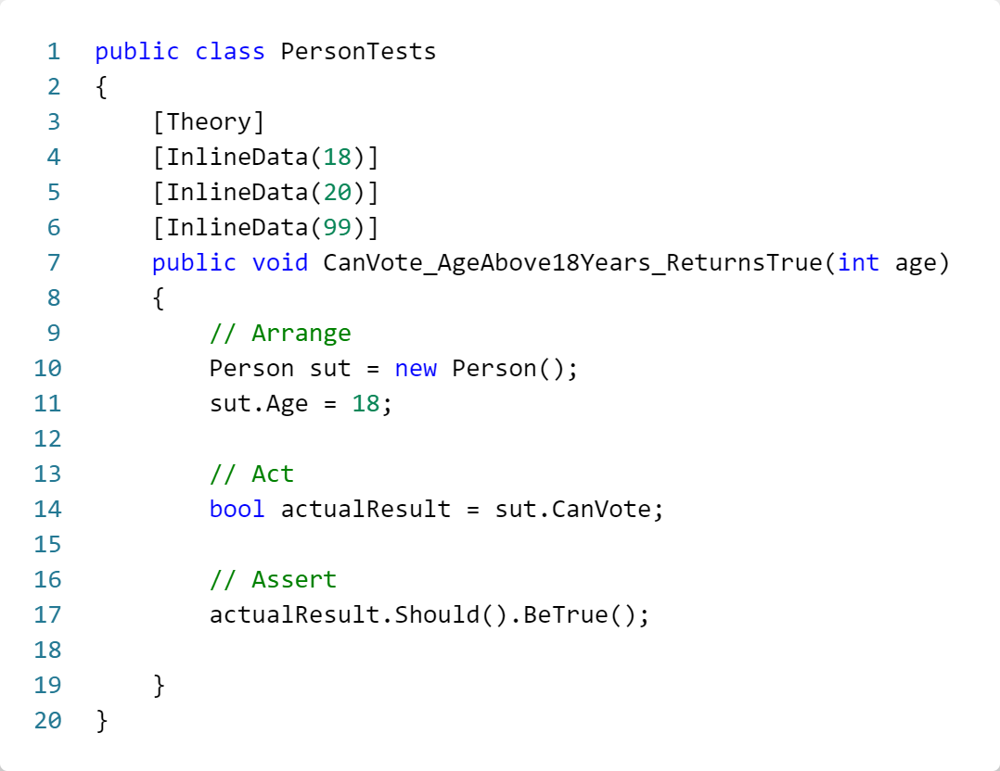 1 public class PersonTests
2 {
3 [Theory]
4 [InlineData(18)]
5 [InlineData(20)]
6 [InlineData(99)]
7 public void CanVote_AgeAbove18Years_ReturnsTrue(int age)
8 {
9 // Arrange
10 Person sut = new Person();
11 sut.Age = 18;
12
13 // Act
14 bool actualResult = sut.CanVote;
15
16 // Assert
17 actualResult.Should().BeTrue();
18
19 }
20 }